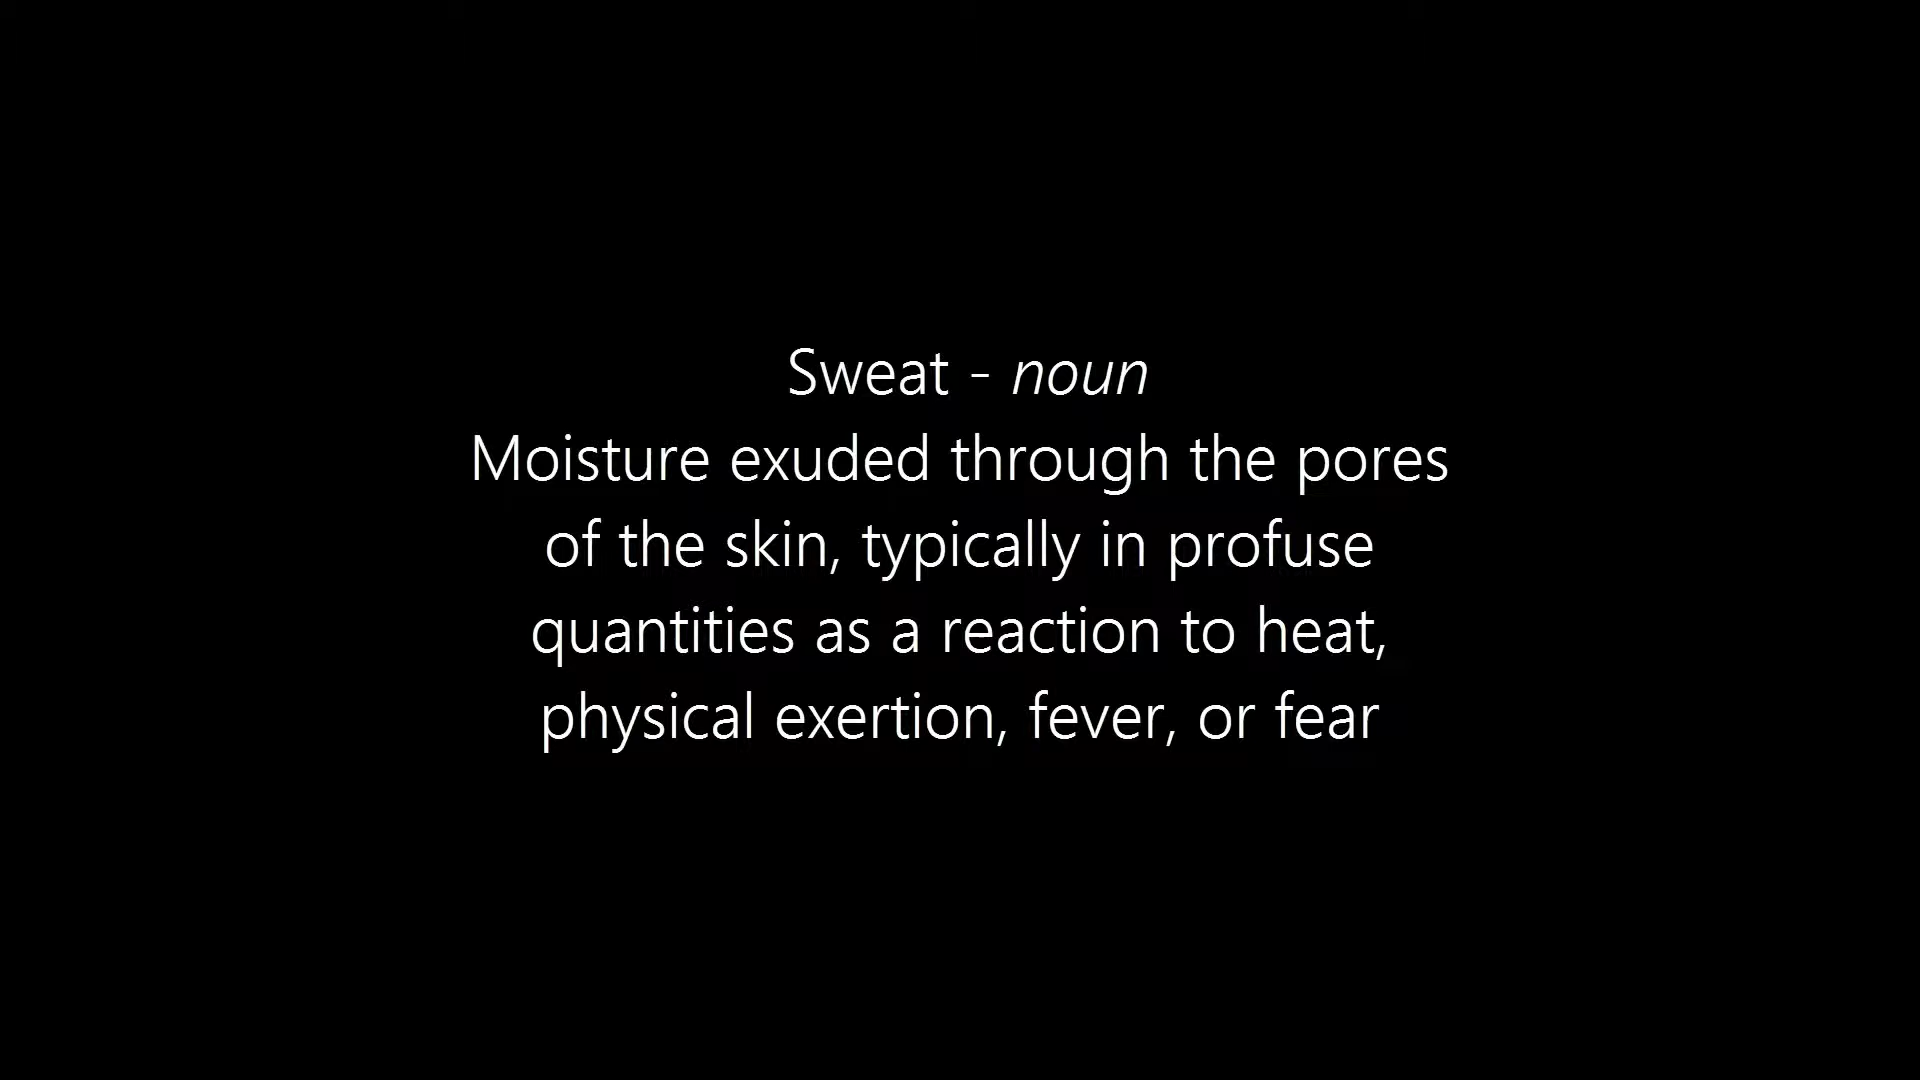 Sweat - noun
Moisture exuded through the pores
of the skin, typically in profuse
quantities as a reaction to heat,
physical exertion, fever, or fear